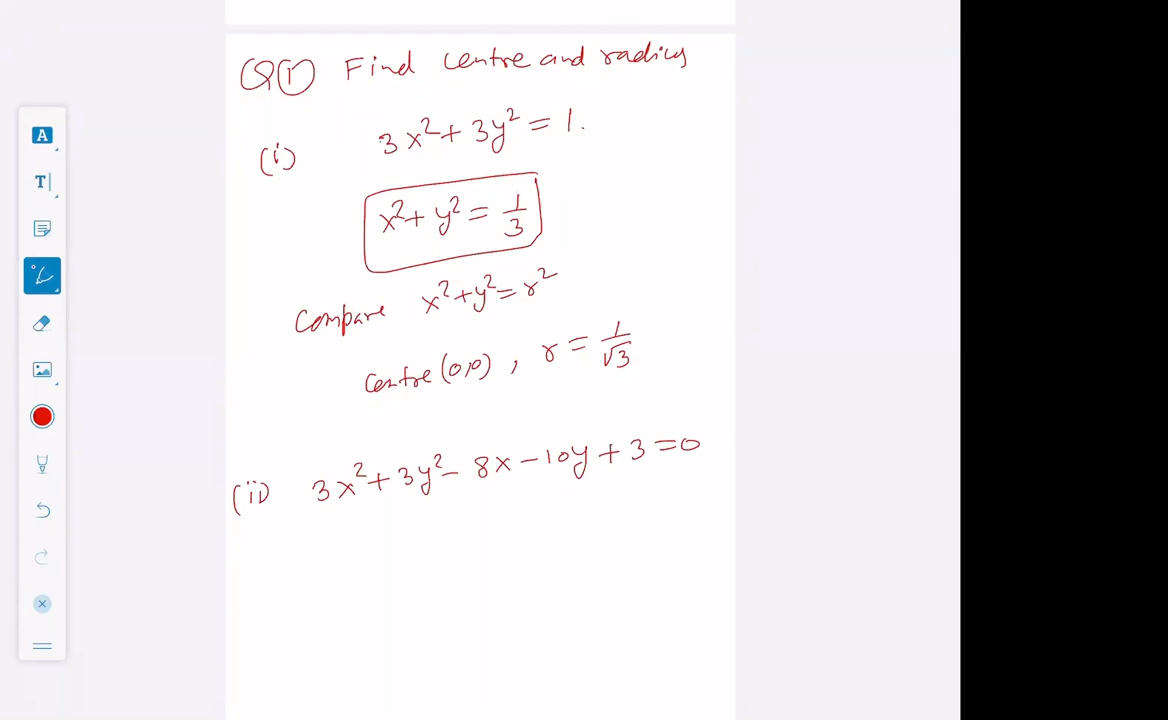 Q① Find centre and radius
(i) 3x² + 3y² = 1.
x² + y² = 1/3
Compare x² + y² = r²
Centre (0,0), r = 1/√3
(ii) 3x² + 3y² - 8x - 10y + 3 = 0
A
T